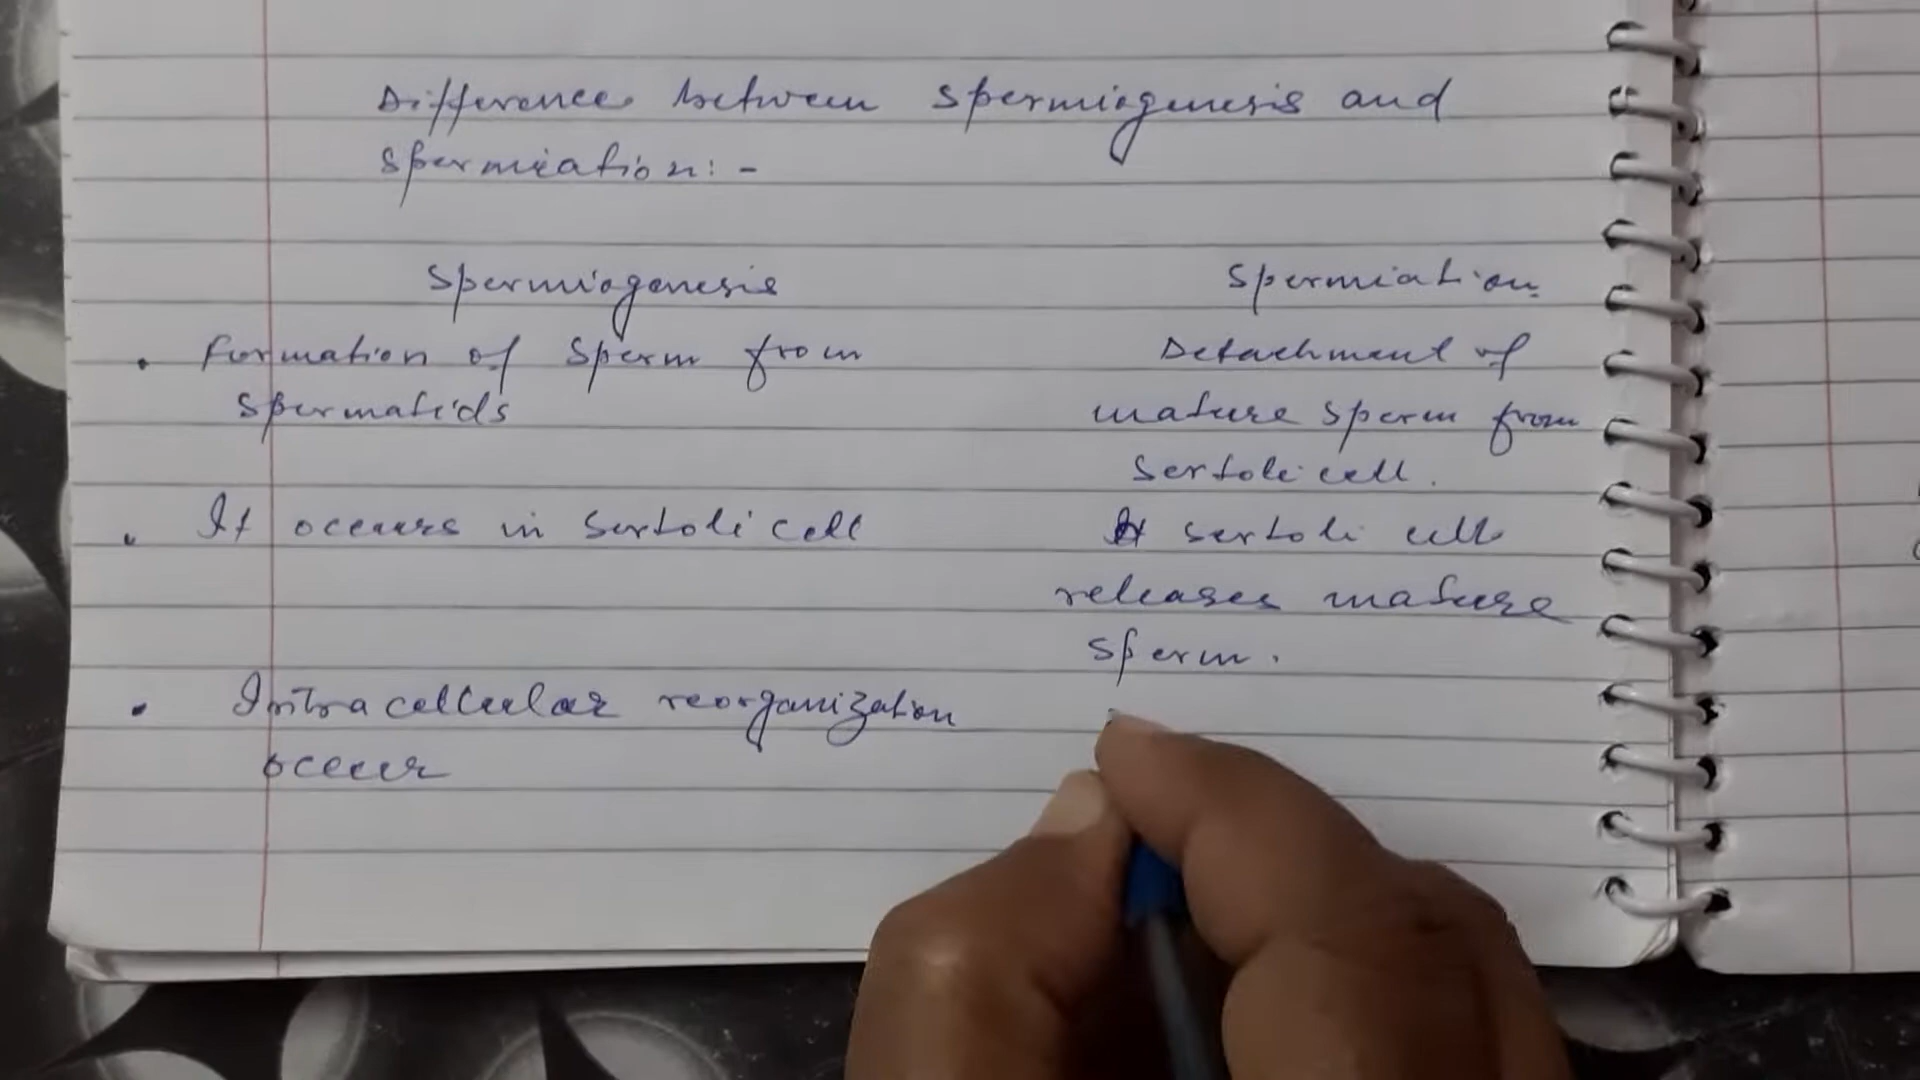 Difference between spermiogenesis and
spermiation:-
Spermiogenesis
Spermiation
• Formation of sperm from
spermatids
Detachment of
mature sperm from
sertoli cell.
• It occurs in sertoli cell
sertoli cell
releases mature
sperm.
• Intracellular reorganization
occur